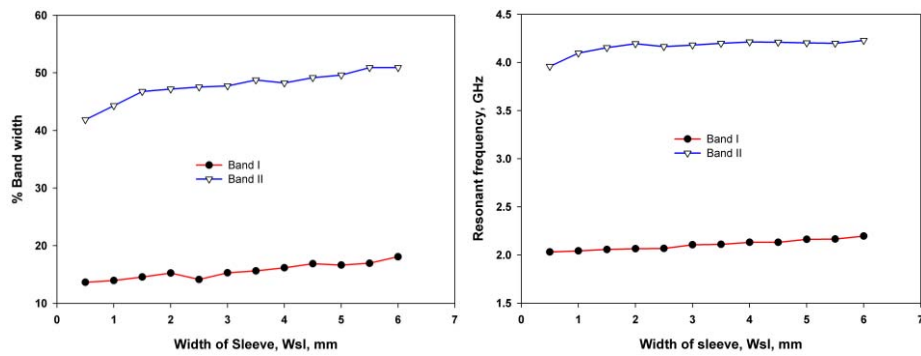 % Band width
60
50
40
30
20
10
Band I
Band II
0 1 2 3 4 5 6 7
Width of Sleeve, Wsl, mm
Resonant frequency, GHz
4.5
4.0
3.5
3.0
2.5
2.0
1.5
Band I
Band II
0 1 2 3 4 5 6 7
Width of sleeve, Wsl, mm